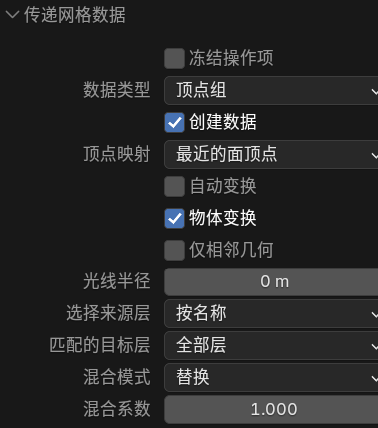 传递网格数据
冻结操作项
数据类型 顶点组
创建数据
顶点映射 最近的面顶点
自动变换
物体变换
仅相邻几何
光线半径 0 m
选择来源层 按名称
匹配的目标层 全部层
混合模式 替换
混合系数 1.000